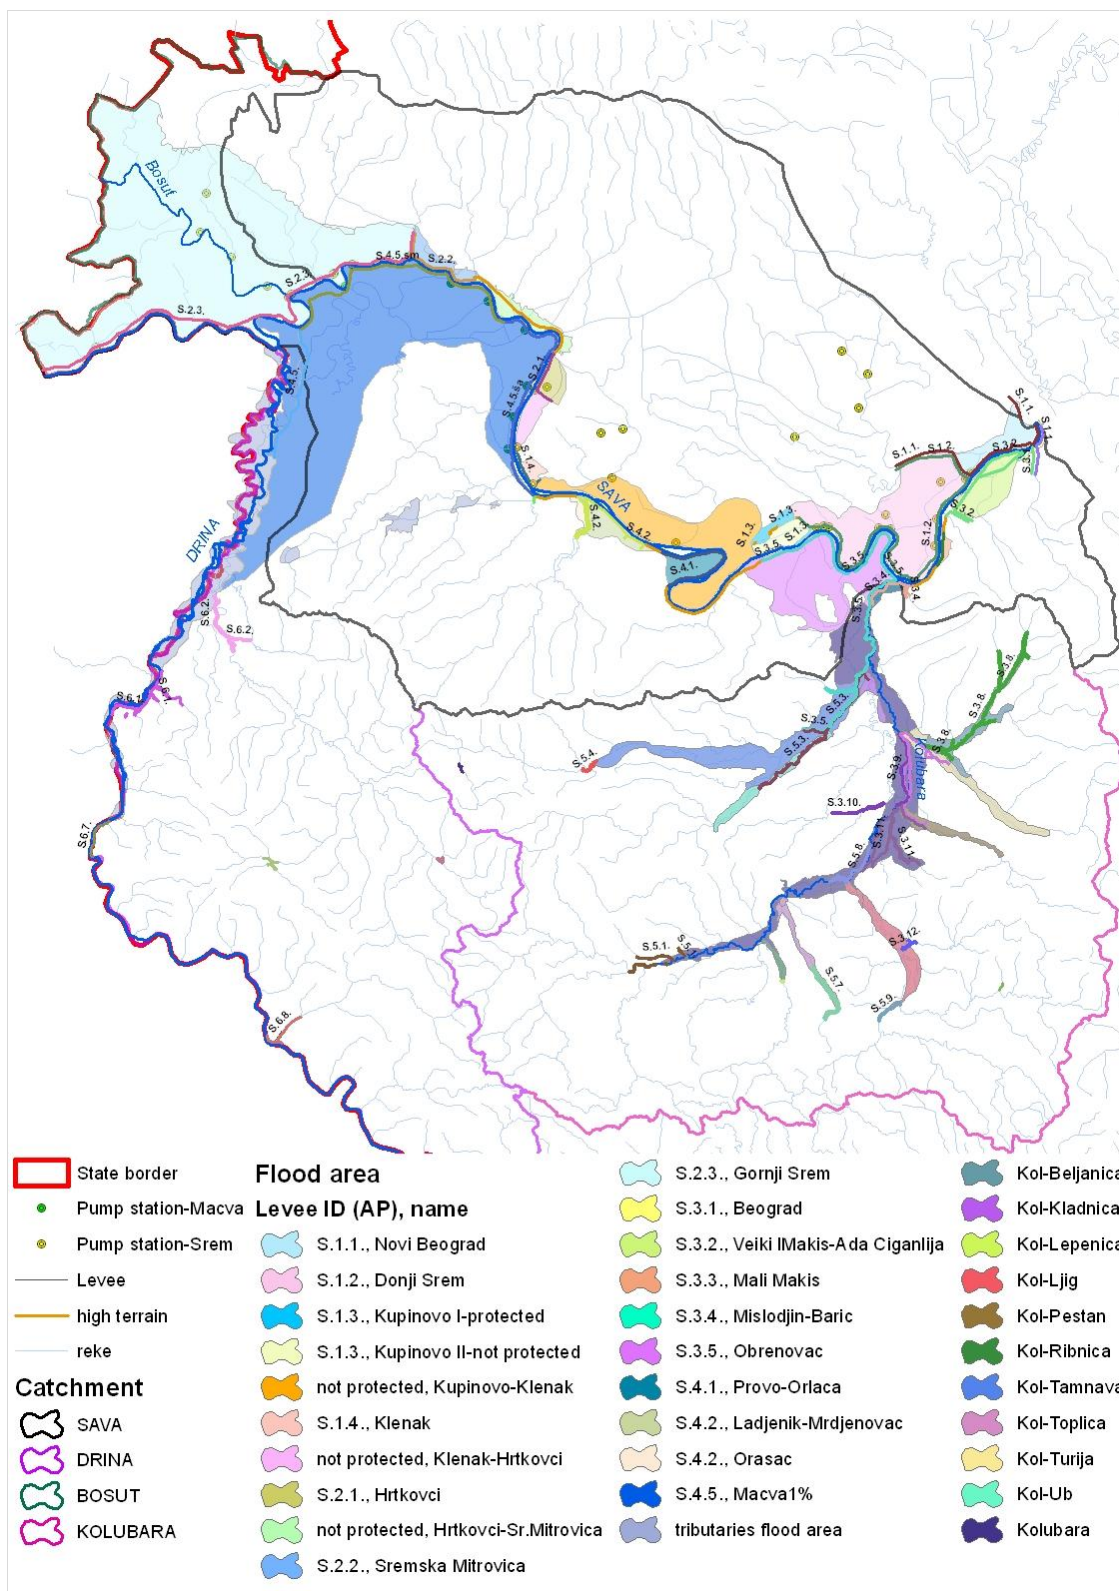 Bosut
S.4.5.sm
S.2.2.
S.2.3.
S.2.3.
S.4.5.
S.2.1.
S.1.4.
S.1.1.
S.1.1.
S.1.2.
S.3.2.
S.3.2.
S.1.2.
SAVA
S.4.2.
S.4.2.
S.1.3.
S.1.3.
S.1.3.
S.3.5.
S.3.5.
S.3.5.
S.3.4.
S.3.5.
S.4.1.
DRINA
S.6.2.
S.6.2.
S.6.1.
S.6.1.
S.3.8.
S.3.8.
S.3.8.
S.5.3.
S.3.5.
S.5.3.
S.5.4.
Kolubara
S.3.9.
S.3.10.
S.6.7.
S.3.11.
S.3.11.
S.5.8.
S.3.12.
S.5.1.
S.5.7.
S.5.9.
S.6.8.
State border
Pump station-Macva
Pump station-Srem
Levee
high terrain
reke
Catchment
SAVA
DRINA
BOSUT
KOLUBARA
Flood area
Levee ID (AP), name
S.1.1., Novi Beograd
S.1.2., Donji Srem
S.1.3., Kupinovo I-protected
S.1.3., Kupinovo II-not protected
not protected, Kupinovo-Klenak
S.1.4., Klenak
not protected, Klenak-Hrtkovci
S.2.1., Hrtkovci
not protected, Hrtkovci-Sr.Mitrovica
S.2.2., Sremska Mitrovica
S.2.3., Gornji Srem
S.3.1., Beograd
S.3.2., Veiki lMakis-Ada Ciganlija
S.3.3., Mali Makis
S.3.4., Mislodjin-Baric
S.3.5., Obrenovac
S.4.1., Provo-Orlaca
S.4.2., Ladjenik-Mrdjenovac
S.4.2., Orasac
S.4.5., Macva1%
tributaries flood area
Kol-Beljanica
Kol-Kladnica
Kol-Lepenica
Kol-Ljig
Kol-Pestan
Kol-Ribnica
Kol-Tamnava
Kol-Toplica
Kol-Turija
Kol-Ub
Kolubara